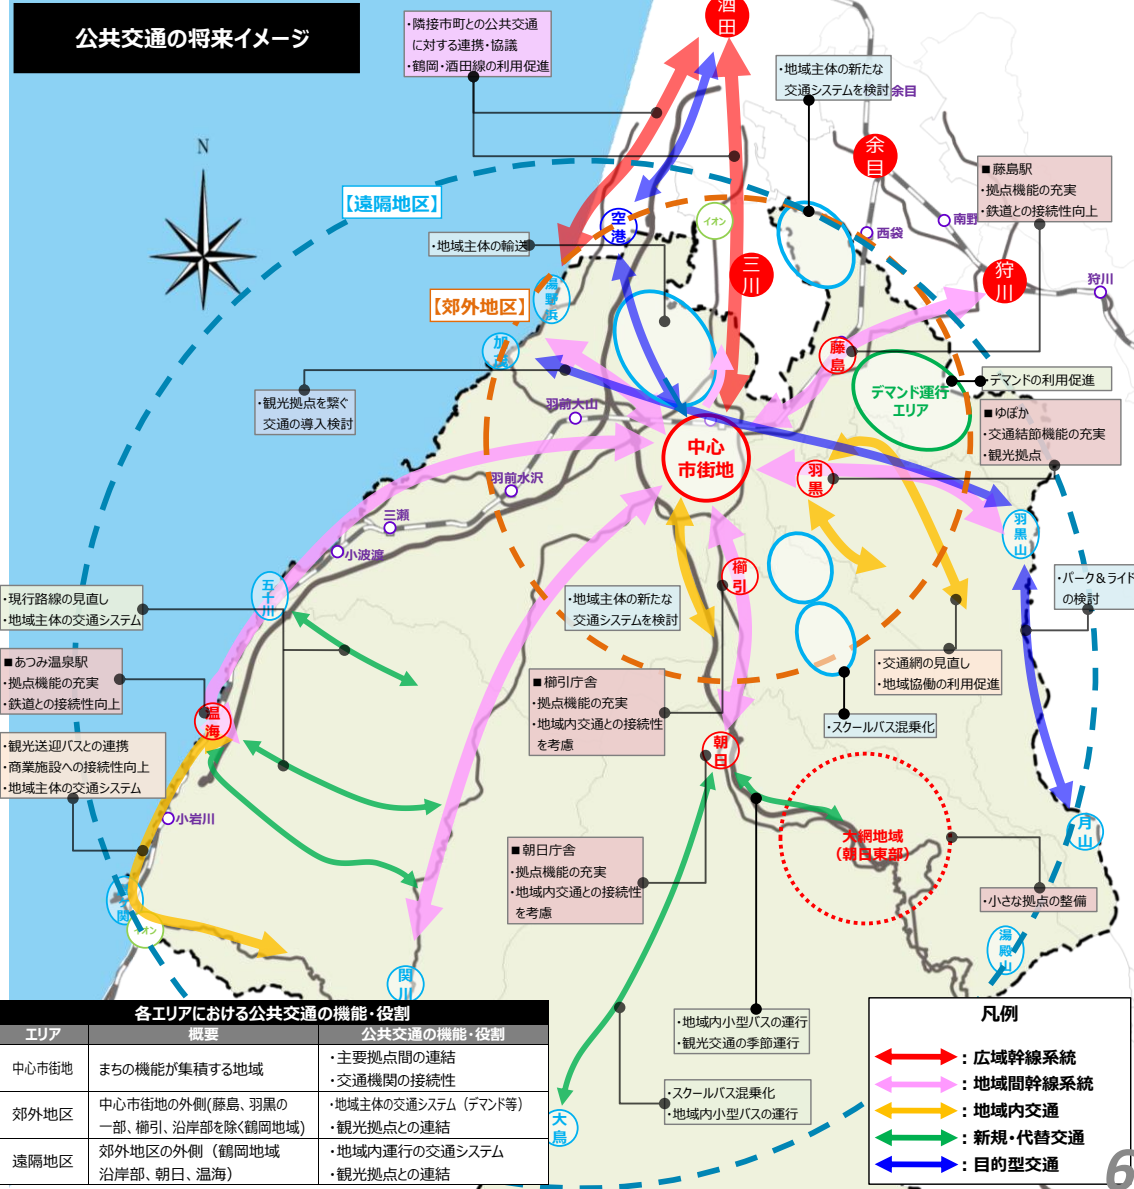 公共交通の将来イメージ
・隣接市町との公共交通
に対する連携・協議
・鶴岡・酒田線の利用促進
酒田
・地域主体の新たな
交通システムを検討
余目
余目
N
【遠隔地区】
■藤島駅
・拠点機能の充実
・鉄道との接続性向上
南野
西袋
空港
イオン
・地域主体の輸送
三川
狩川
狩川
湯野浜
【郊外地区】
加茂
藤島
デマンド運行
エリア
・デマンドの利用促進
・観光拠点を繋ぐ
交通の導入検討
羽前大山
■ゆぽか
・交通結節機能の充実
・観光拠点
中心
市街地
羽黒
羽前水沢
三瀬
小波渡
羽黒山
五十川
櫛引
・パーク&ライド
の検討
・現行路線の見直し
・地域主体の交通システム
・地域主体の新たな
交通システムを検討
■あつみ温泉駅
・拠点機能の充実
・鉄道との接続性向上
・交通網の見直し
・地域協働の利用促進
■櫛引庁舎
・拠点機能の充実
・地域内交通との接続性
を考慮
・スクールバス混乗化
温海
朝日
・観光送迎バスとの連携
・商業施設への接続性向上
・地域主体の交通システム
小岩川
月山
大網地域
(朝日東部)
■朝日庁舎
・拠点機能の充実
・地域内交通との接続性
を考慮
・小さな拠点の整備
関
イオン
湯殿山
関川
・地域内小型バスの運行
・観光交通の季節運行
・スクールバス混乗化
・地域内小型バスの運行
大鳥
各エリアにおける公共交通の機能・役割
エリア 概要 公共交通の機能・役割
中心市街地 まちの機能が集積する地域 ・主要拠点間の連結
・交通機関の接続性
郊外地区 中心市街地の外側(藤島、羽黒の
一部、櫛引、沿岸部を除く鶴岡地域) ・地域主体の交通システム(デマンド等)
・観光拠点との連結
遠隔地区 郊外地区の外側(鶴岡地域
沿岸部、朝日、温海) ・地域内運行の交通システム
・観光拠点との連結
凡例
:広域幹線系統
:地域間幹線系統
:地域内交通
:新規・代替交通
:目的型交通
6